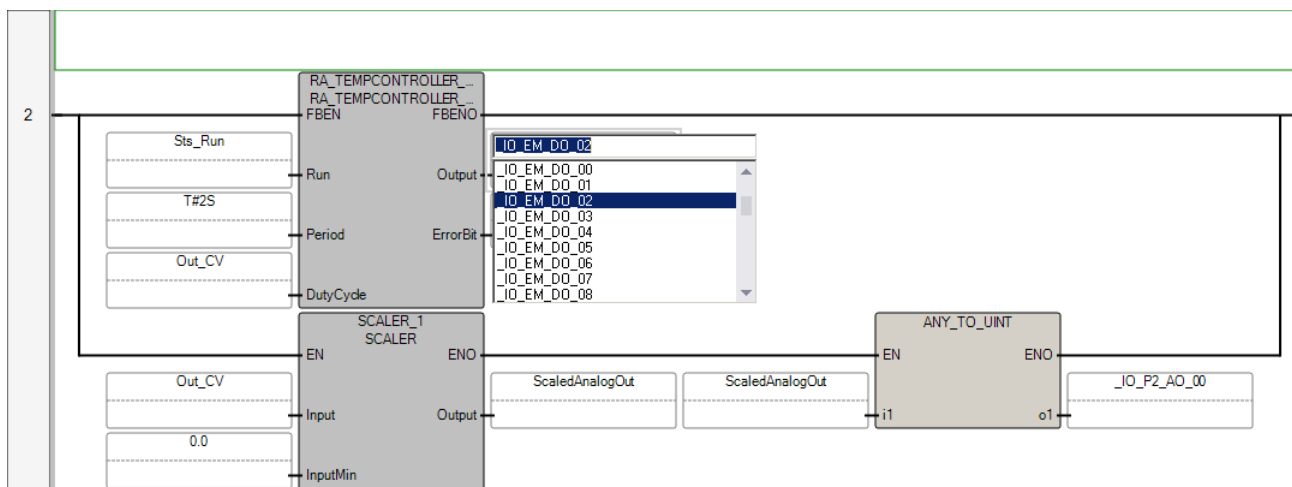 RA_TEMPCONTROLLER_...
RA_TEMPCONTROLLER_...
2
FBEN FBENO
Sts_Run
_IO_EM_DO_02
_IO_EM_DO_00
Run Output
_IO_EM_DO_01
T#2S
_IO_EM_DO_02
_IO_EM_DO_03
_IO_EM_DO_04
Period ErrorBit
_IO_EM_DO_05
Out_CV
_IO_EM_DO_06
_IO_EM_DO_07
DutyCycle
_IO_EM_DO_08
SCALER_1 ANY_TO_UINT
SCALER
EN ENO EN ENO
Out_CV ScaledAnalogOut ScaledAnalogOut _IO_P2_AO_00
Input Output i1 o1
0.0
InputMin